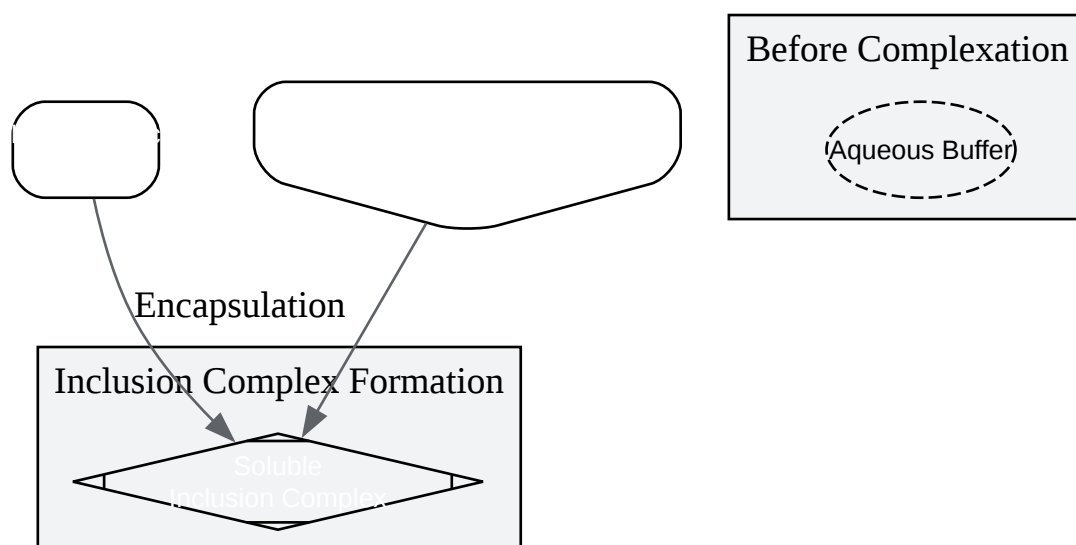 Before Complexation
Aqueous Buffer
Encapsulation
Inclusion Complex Formation
Soluble
Inclusion Complex